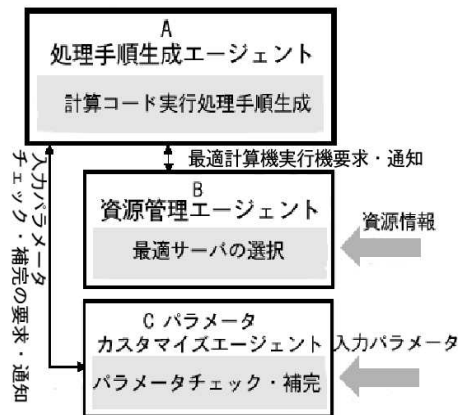 A
処理手順生成エージェント
計算コード実行処理手順生成
最適計算機実行機要求・通知
入力パラメータ
チェック・補完の要求・通知
B
資源管理エージェント
最適サーバの選択
資源情報
C パラメータ
カスタマイズエージェント
パラメータチェック・補完
入力パラメータ